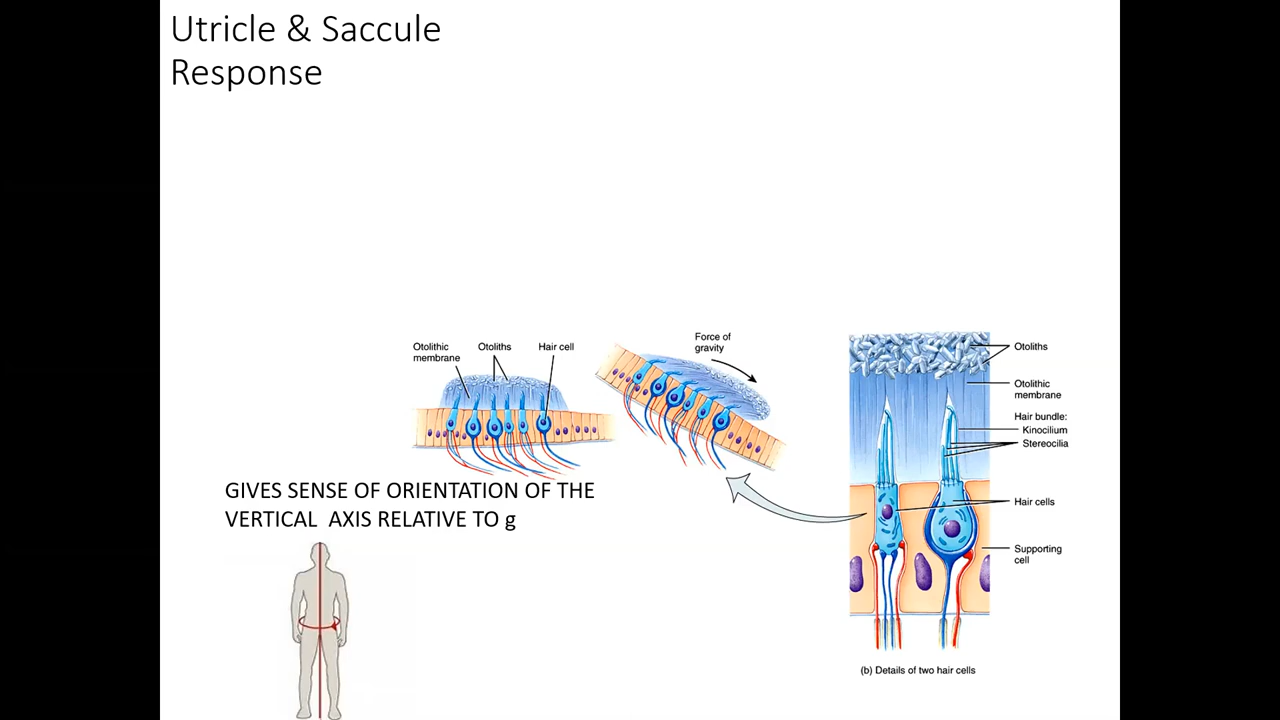 Utricle & Saccule
Response
Otolithic
membrane
Otoliths
Hair cell
Force of
gravity
Otoliths
Otolithic
membrane
Hair bundle:
Kinocilium
Stereocilia
Hair cells
Supporting
cell
(b) Details of two hair cells
GIVES SENSE OF ORIENTATION OF THE
VERTICAL AXIS RELATIVE TO g